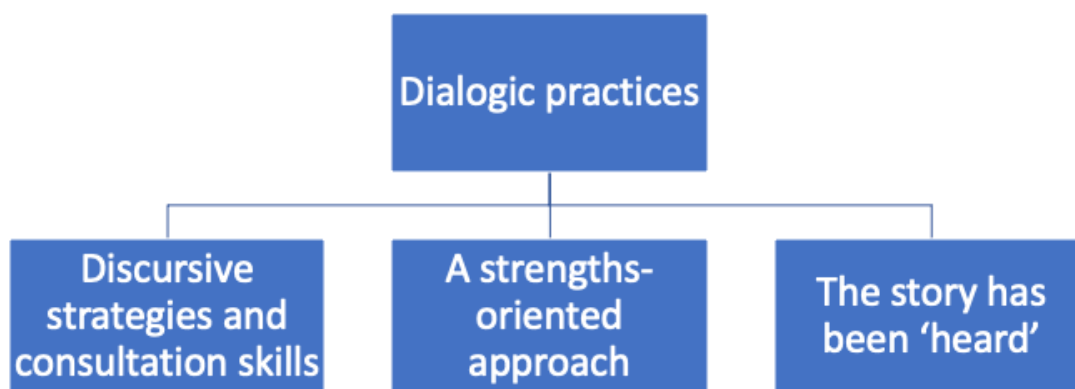 Dialogic practices
Discursive
strategies and
consultation skills
A strengths-
oriented
approach
The story has
been ‘heard’